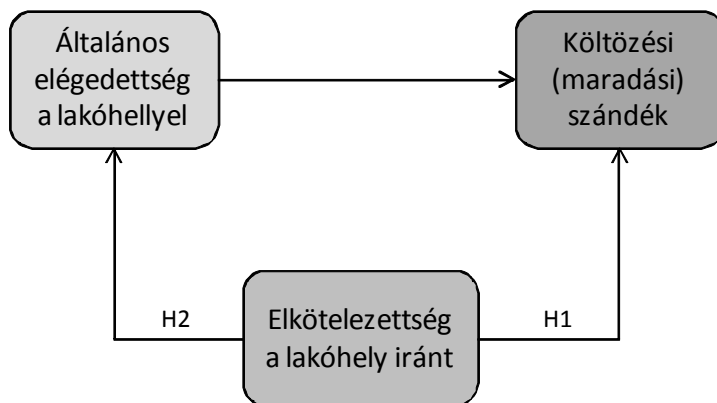 Általános
elégedettség
a lakóhellyel
Költözési
(maradási)
szándék
H2
Elkötelezettség
a lakóhely iránt
H1